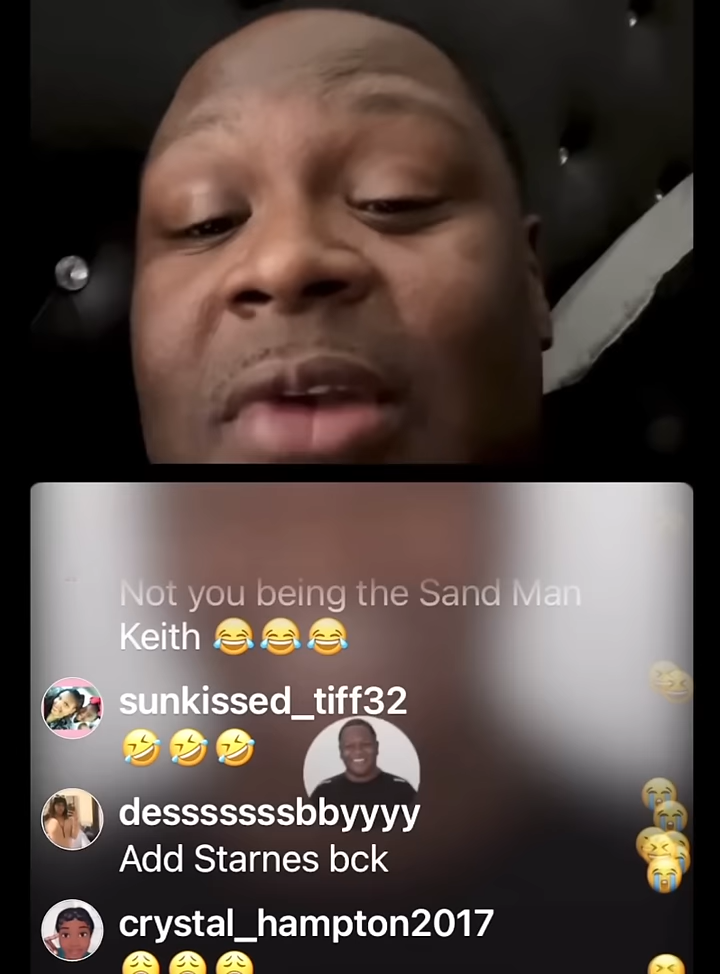 Not you being the Sand Man
Keith 😂😂😂
sunkissed_tiff32
🤣🤣🤣
desssssssbbyyyy
Add Starnes bck
crystal_hampton2017
😩😩😩